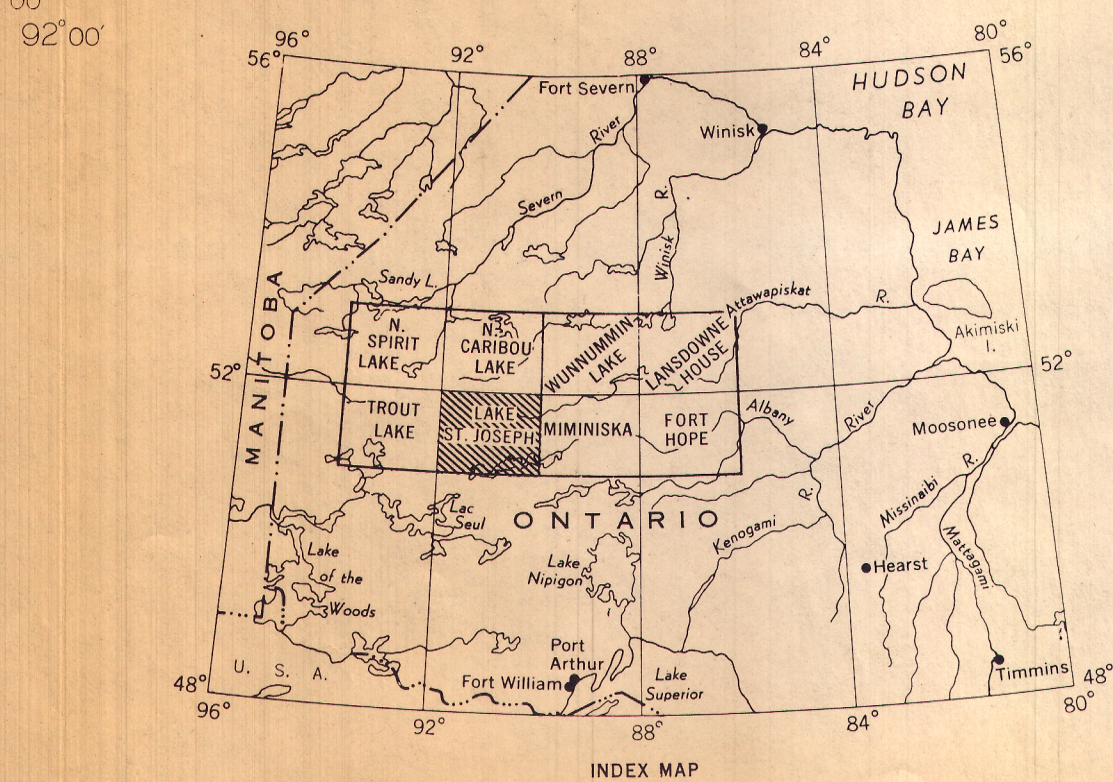 00
92°00'
96°
92°
88°
84°
80°
56°
56°
HUDSON
BAY
Fort Severn
Winisk
River
Severn
R.
Winisk
JAMES
BAY
Sandy L.
Attawapiskat
R.
Akimiski
I.
MANITOBA
N.
SPIRIT
LAKE
N.
CARIBOU
LAKE
WUNNUMMIN
LAKE
LANSDOWNE
HOUSE
52°
52°
TROUT
LAKE
LAKE
ST. JOSEPH
MIMINISKA
FORT
HOPE
Albany
River
Moosonee
R.
Missinaibi
Lac
Seul
ONTARIO
R.
Kenogami
Mattagami
Lake
of the
Woods
Lake
Nipigon
Hearst
U. S. A.
Port
Arthur
Fort William
Lake
Superior
Timmins
48°
48°
96°
92°
88°
84°
80°
INDEX MAP